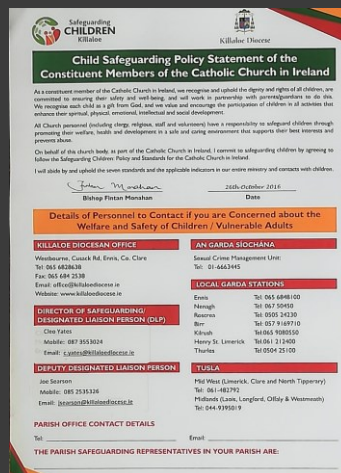 Safeguarding
CHILDREN
Killaloe
Killaloe Diocese
Child Safeguarding Policy Statement of the
Constituent Members of the Catholic Church in Ireland
As a constituent member of the Catholic Church in Ireland, we recognise and uphold the dignity and rights of all children, are
committed to ensuring their safety and well-being, and will work in partnership with parents/guardians to do this.
We recognise each child as a gift from God, and we value and encourage the participation of children in all activities that
enhance their spiritual, physical, emotional, intellectual and social development.
All Church personnel (including clergy, religious, staff and volunteers) have a responsibility to safeguard children through
promoting their welfare, health and development in a safe and caring environment that supports their best interests and
prevents abuse.
On behalf of this church body, as part of the Catholic Church in Ireland, I commit to safeguarding children by agreeing to
follow the Safeguarding Children: Policy and Standards for the Catholic Church in Ireland.
I will abide by and uphold the seven standards and the applicable indicators in our entire ministry and contacts with children.
Fintan Monahan
Bishop Fintan Monahan
26th October 2016
Date
Details of Personnel to Contact if you are Concerned about the
Welfare and Safety of Children / Vulnerable Adults
KILLALOE DIOCESAN OFFICE
Westbourne, Cusack Rd, Ennis, Co. Clare
Tel: 065 6828638
Fax: 065 684 2538
Email: office@killaloediocese.ie
Website: www.killaloediocese.ie
DIRECTOR OF SAFEGUARDING/
DESIGNATED LIAISON PERSON (DLP)
Cleo Yates
Mobile: 087 3553024
Email: c.yates@killaloediocese.ie
DEPUTY DESIGNATED LIAISON PERSON
Joe Searson
Mobile: 085 2535326
Email: jsearson@killaloediocese.ie
AN GARDA SÍOCHÁNA
Sexual Crime Management Unit:
Tel: 01-6663445
LOCAL GARDA STATIONS
Ennis Tel: 065 6848100
Nenagh Tel: 067 50450
Roscrea Tel: 0505 24230
Birr Tel: 057 9169710
Kilrush Tel: 065 9080550
Henry St. Limerick Tel: 061 212400
Thurles Tel: 0504 25100
TUSLA
Mid West (Limerick, Clare and North Tipperary)
Tel: 061-482792
Midlands (Laois, Longford, Offaly & Westmeath)
Tel: 044-9395019
PARISH OFFICE CONTACT DETAILS
Tel: Email:
THE PARISH SAFEGUARDING REPRESENTATIVES IN YOUR PARISH ARE: